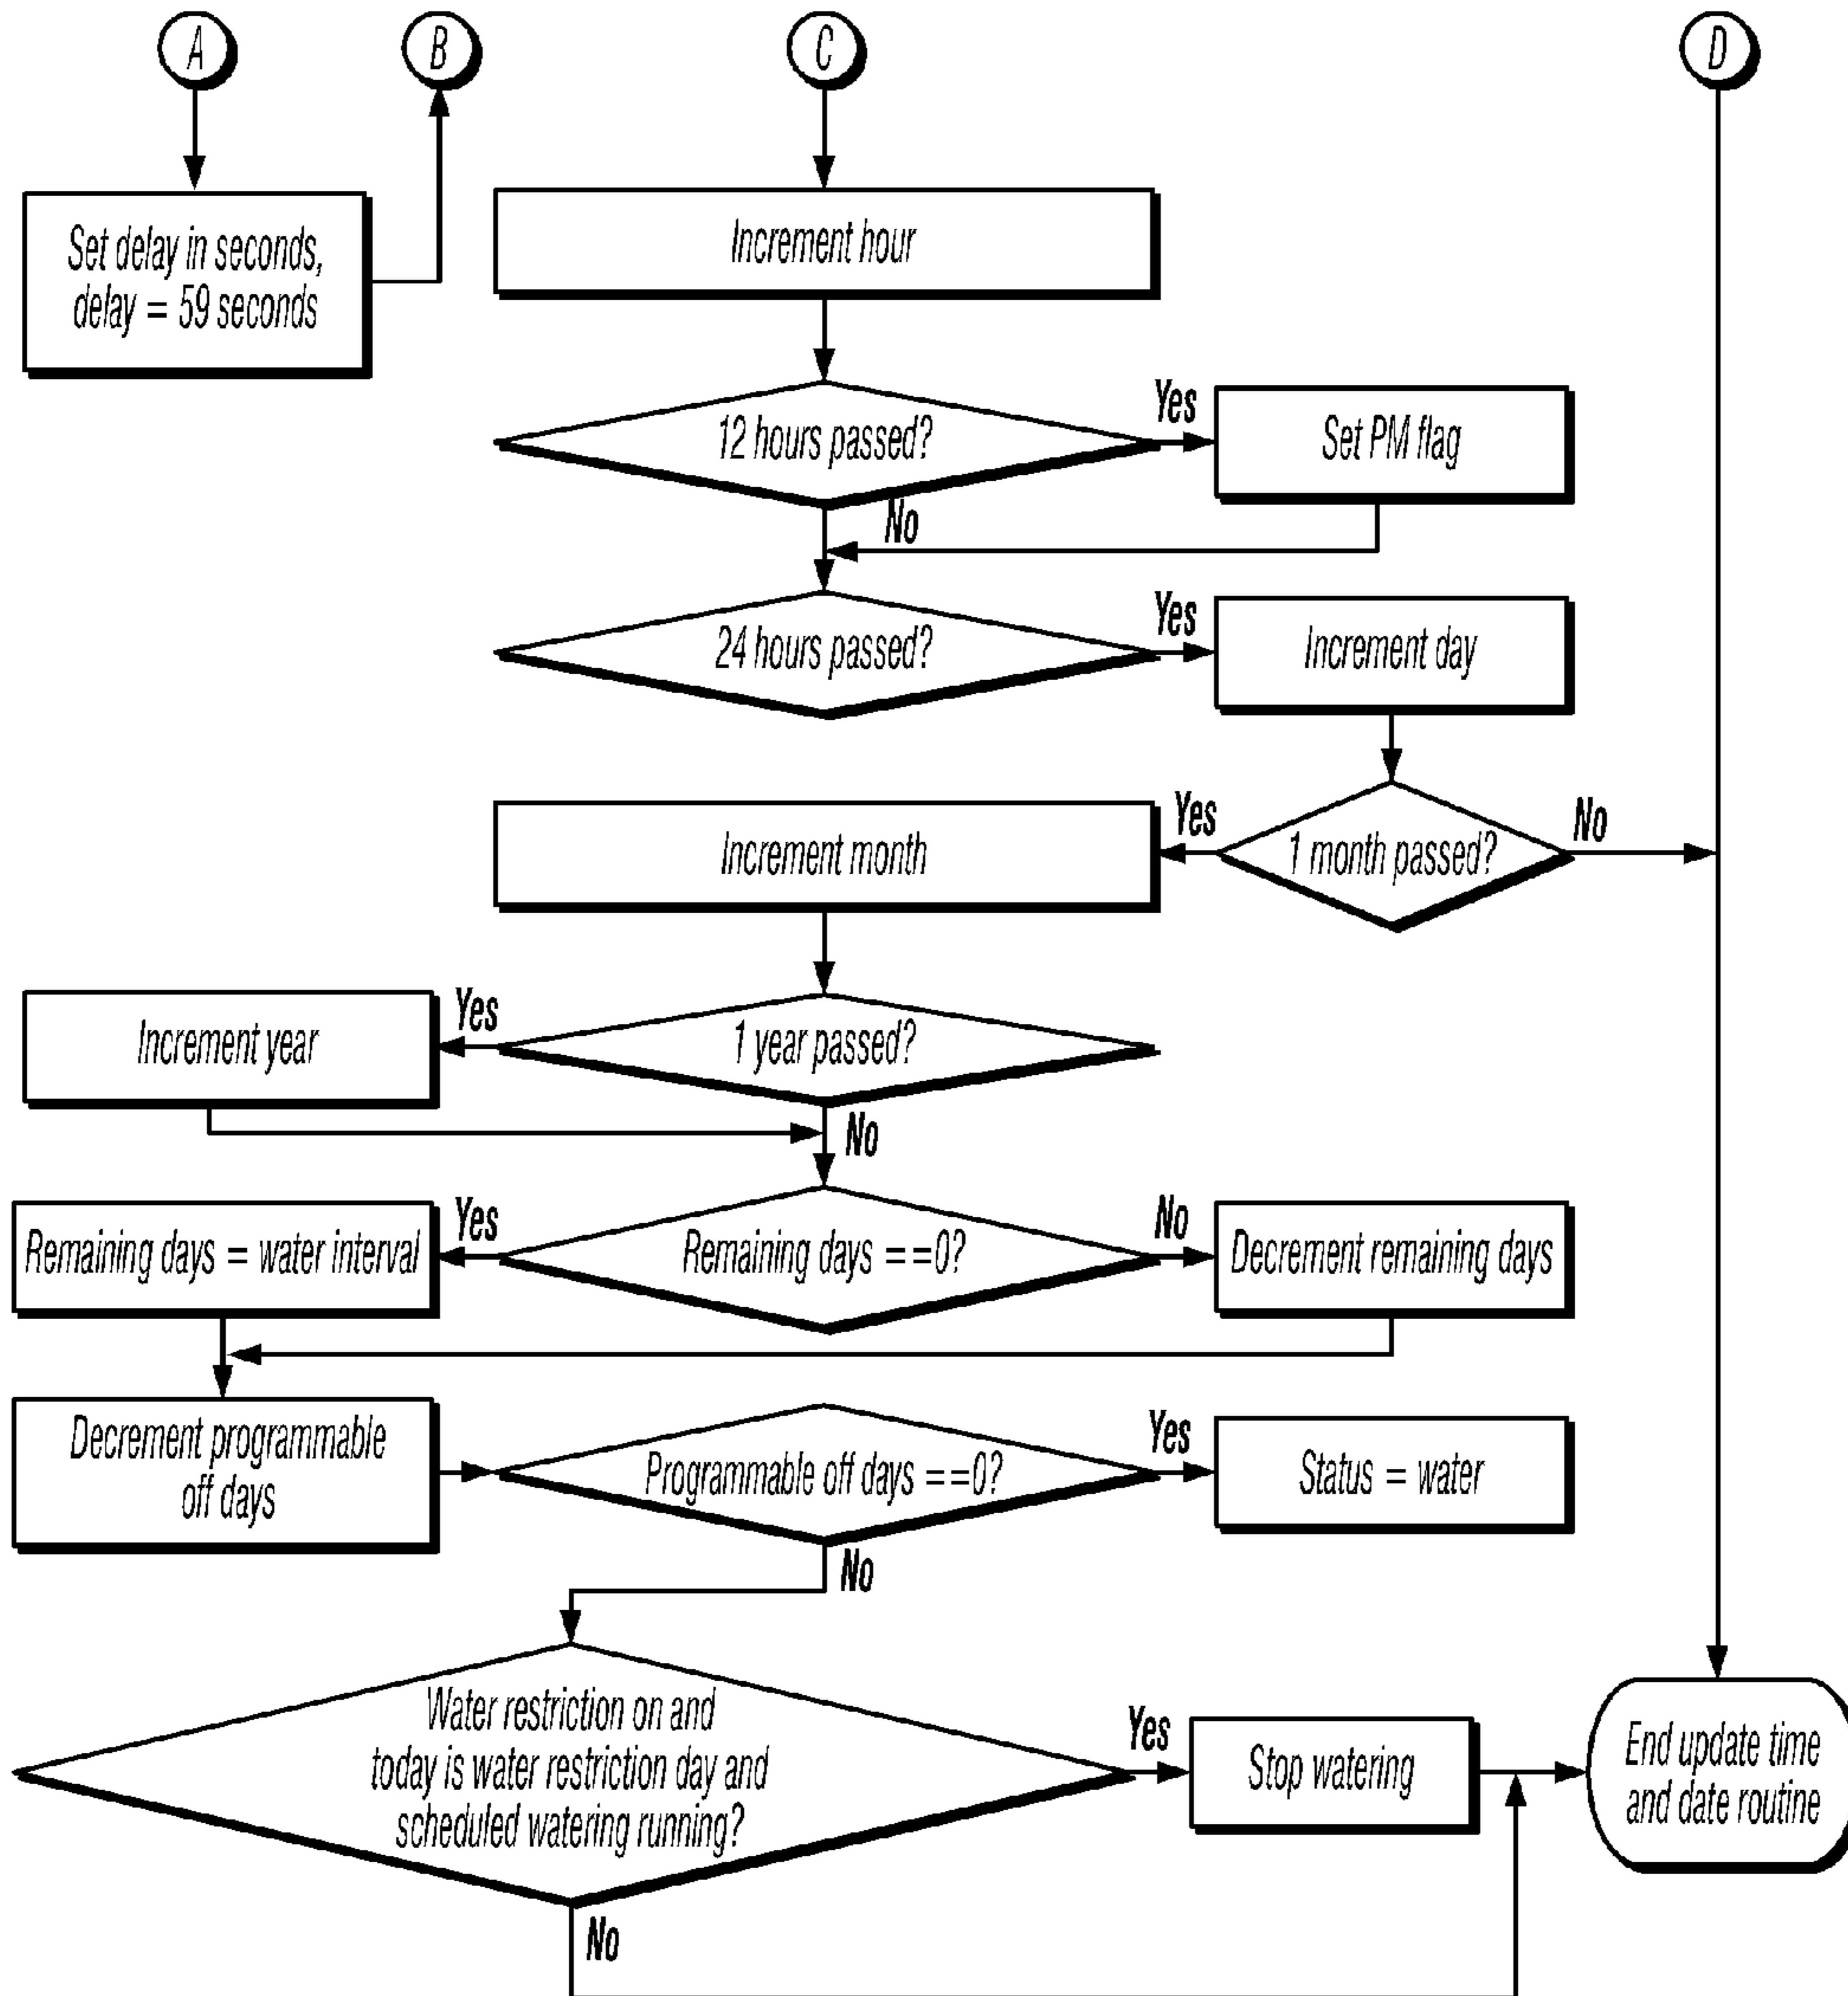 A
B
C
D
Set delay in seconds,
delay = 59 seconds
Increment hour
12 hours passed?
Yes
Set PM flag
No
24 hours passed?
Yes
Increment day
Increment month
Yes
1 month passed?
No
Increment year
Yes
1 year passed?
No
Remaining days = water interval
Yes
Remaining days ==0?
No
Decrement remaining days
Decrement programmable
off days
Programmable off days ==0?
Yes
Status = water
No
Water restriction on and
today is water restriction day and
scheduled watering running?
Yes
Stop watering
End update time
and date routine
No